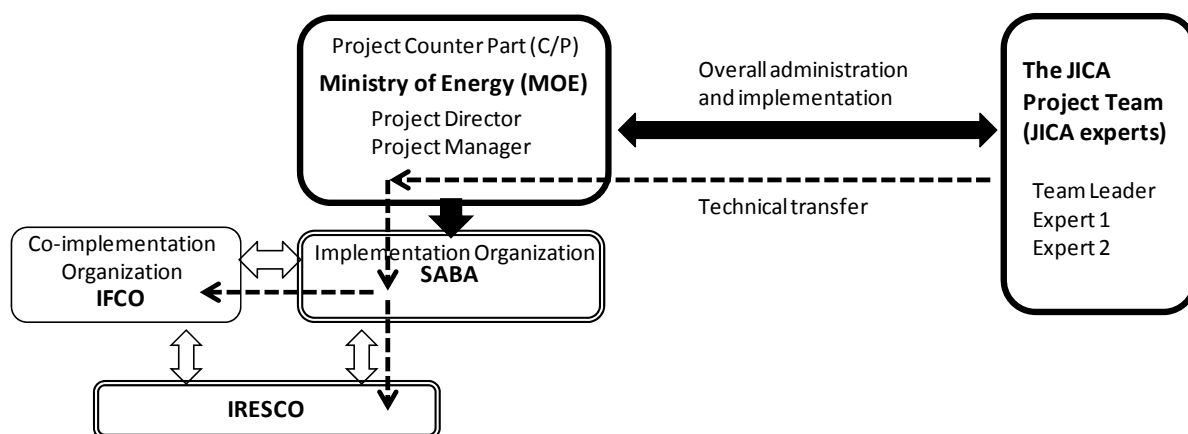 Project Counter Part (C/P)
Ministry of Energy (MOE)
Project Director
Project Manager
Overall administration
and implementation
Technical transfer
The JICA
Project Team
(JICA experts)
Team Leader
Expert 1
Expert 2
Co-implementation
Organization
IFCO
Implementation Organization
SABA
IRESCO